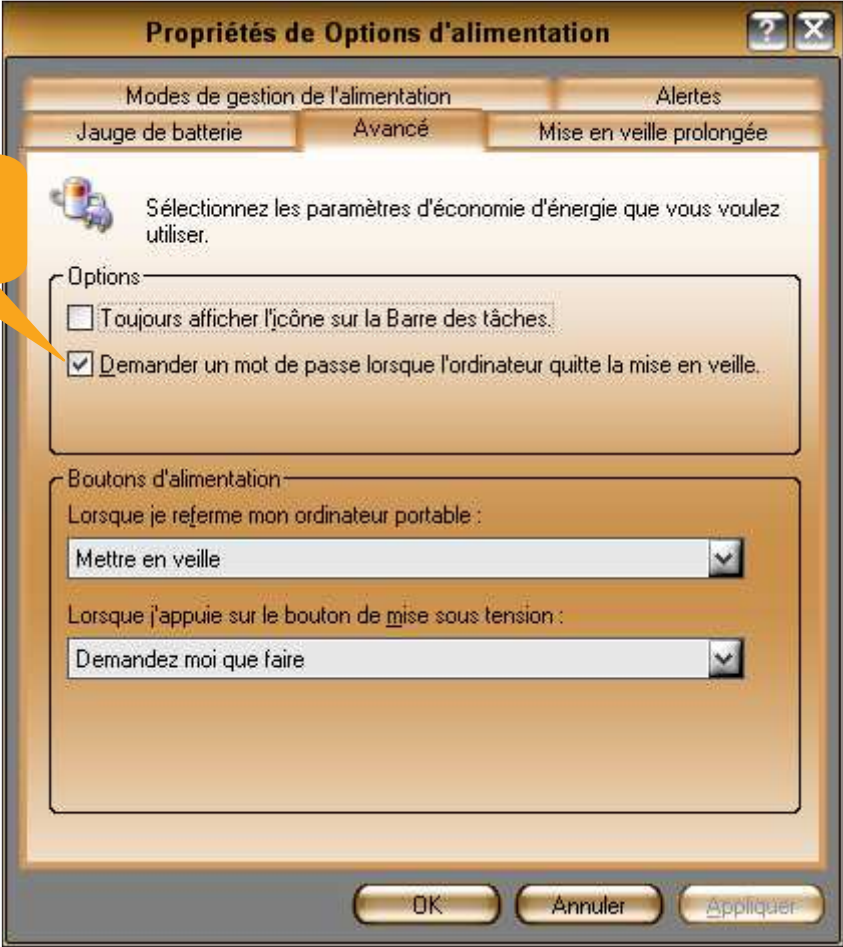 Propriétés de Options d'alimentation
Modes de gestion de l'alimentation
Alertes
Jauge de batterie
Avancé
Mise en veille prolongée
Sélectionnez les paramètres d'économie d'énergie que vous voulez
utiliser.
Options
Toujours afficher l'icône sur la Barre des tâches.
Demander un mot de passe lorsque l'ordinateur quitte la mise en veille.
Boutons d'alimentation
Lorsque je referme mon ordinateur portable :
Mettre en veille
Lorsque j'appuie sur le bouton de mise sous tension :
Demandez moi que faire
OK
Annuler
Appliquer